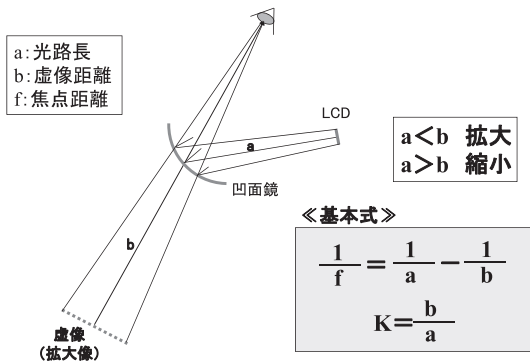 a:光路長
b:虚像距離
f:焦点距離
LCD
a
凹面鏡
b
虚像
(拡大像)
a<b 拡大
a>b 縮小
≪基本式≫
1/f = 1/a - 1/b
K=b/a